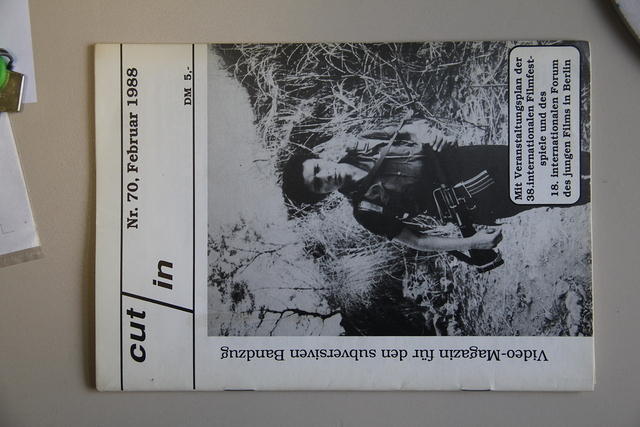 cut/in
Nr. 70, Februar 1988
DM 5,-
Mit Veranstaltungsplan der
38.internationalen Filmfest-
spiele und des
18. internationalen Forum
des jungen Films in Berlin
Video-Magazin für den subversiven Bandzug